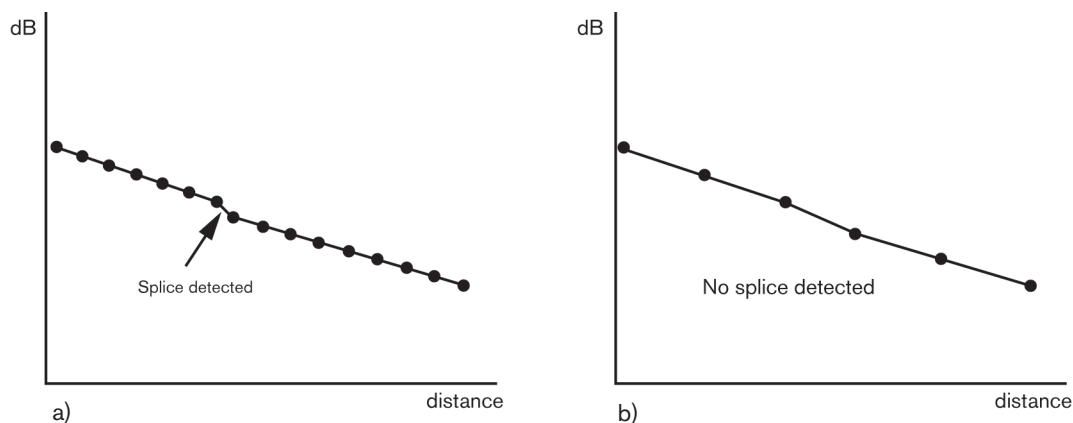 dB
Splice detected
distance
a)
dB
No splice detected
distance
b)